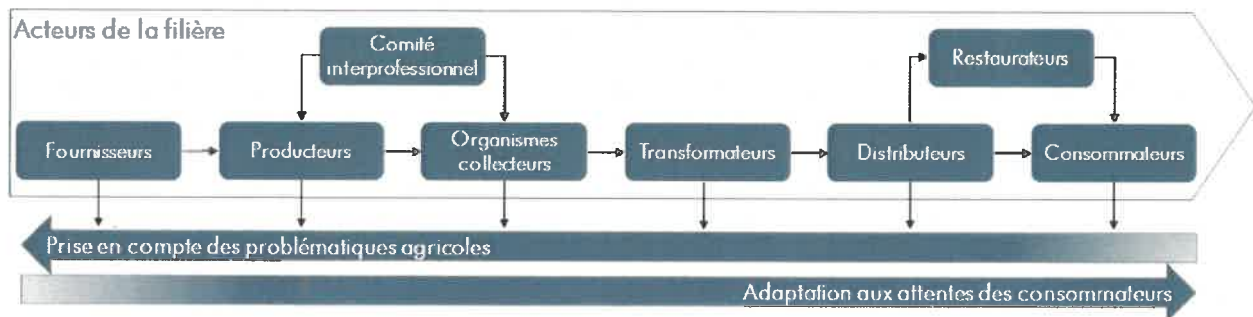 Acteurs de la filière
Comité
interprofessionnel
Restaurateurs
Fournisseurs
Producteurs
Organismes
collecteurs
Transformateurs
Distributeurs
Consommateurs
Prise en compte des problématiques agricoles
Adaptation aux attentes des consommateurs